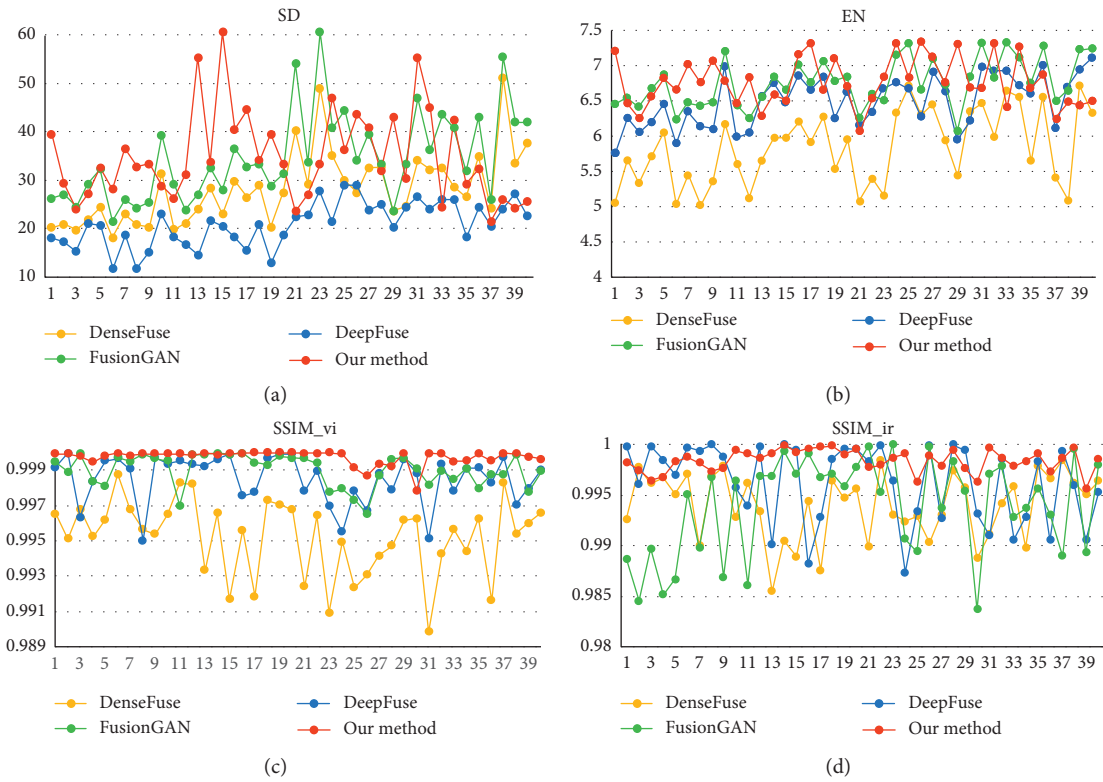 SD
60
50
40
30
20
10
1 3 5 7 9 11 13 15 17 19 21 23 25 27 29 31 33 35 37 39
DenseFuse DeepFuse
FusionGAN Our method
(a)
EN
7.5
7
6.5
6
5.5
5
4.5
4
1 3 5 7 9 11 13 15 17 19 21 23 25 27 29 31 33 35 37 39
DenseFuse DeepFuse
FusionGAN Our method
(b)
SSIM_vi
0.999
0.997
0.995
0.993
0.991
0.989
1 3 5 7 9 11 13 15 17 19 21 23 25 27 29 31 33 35 37 39
DenseFuse DeepFuse
FusionGAN Our method
(c)
SSIM_ir
1
0.995
0.99
0.985
0.98
1 3 5 7 9 11 13 15 17 19 21 23 25 27 29 31 33 35 37 39
DenseFuse DeepFuse
FusionGAN Our method
(d)